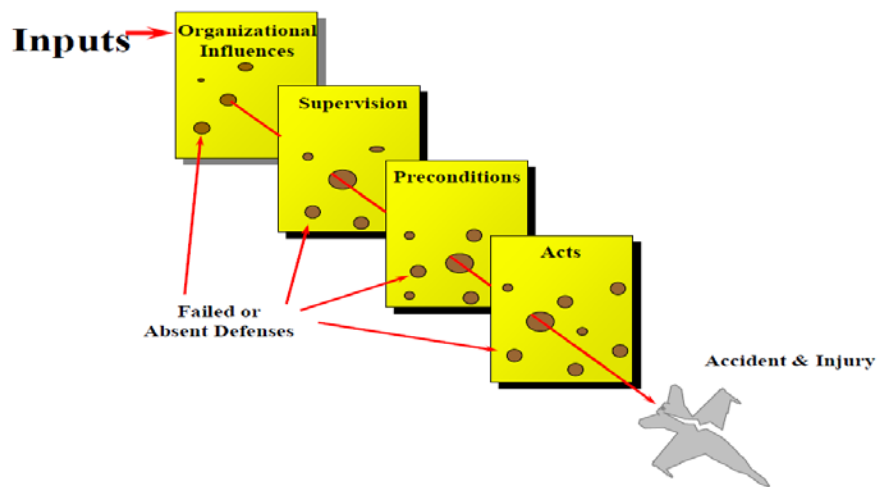 Inputs
Organizational
Influences
Supervision
Preconditions
Acts
Failed or
Absent Defenses
Accident & Injury